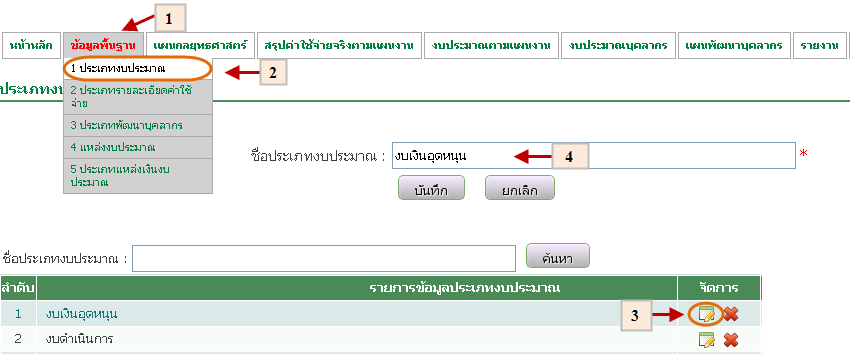 1
หน้าหลัก ข้อมูลพื้นฐาน แผนกลยุทธศาสตร์ สรุปค่าใช้จ่ายจริงตามแผนงาน งบประมาณตามแผนงาน งบประมาณบุคลากร แผนพัฒนาบุคลากร รายงาน
1 ประเภทงบประมาณ
2
ประเภทงบ
2 ประเภทรายละเอียดค่าใช้
จ่าย
3 ประเภทพัฒนาบุคลากร
4 แหล่งงบประมาณ
5 ประเภทแหล่งเงินงบ
ประมาณ
ชื่อประเภทงบประมาณ : งบเงินอุดหนุน 4 *
บันทึก ยกเลิก
ชื่อประเภทงบประมาณ : ค้นหา
ลำดับ รายการข้อมูลประเภทงบประมาณ จัดการ
1 งบเงินอุดหนุน 3
2 งบดำเนินการ